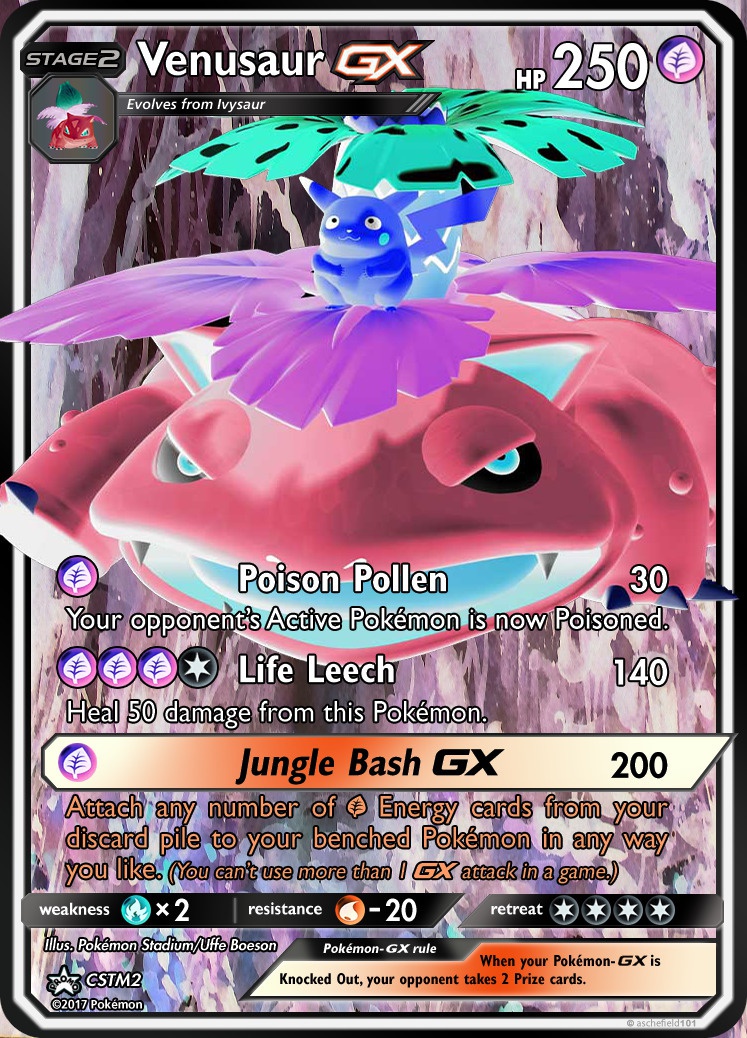 STAGE2 Venusaur GX HP 250
Evolves from Ivysaur
Poison Pollen 30
Your opponent's Active Pokémon is now Poisoned.
Life Leech 140
Heal 50 damage from this Pokémon.
Jungle Bash GX 200
Attach any number of Energy cards from your
discard pile to your benched Pokémon in any way
you like. (You can't use more than 1 GX attack in a game.)
weakness ×2 resistance -20 retreat
Illus. Pokémon Stadium/Uffe Boeson
Pokémon-GX rule
When your Pokémon-GX is
Knocked Out, your opponent takes 2 Prize cards.
PROMO CSTM2
©2017 Pokémon
© aschefield101